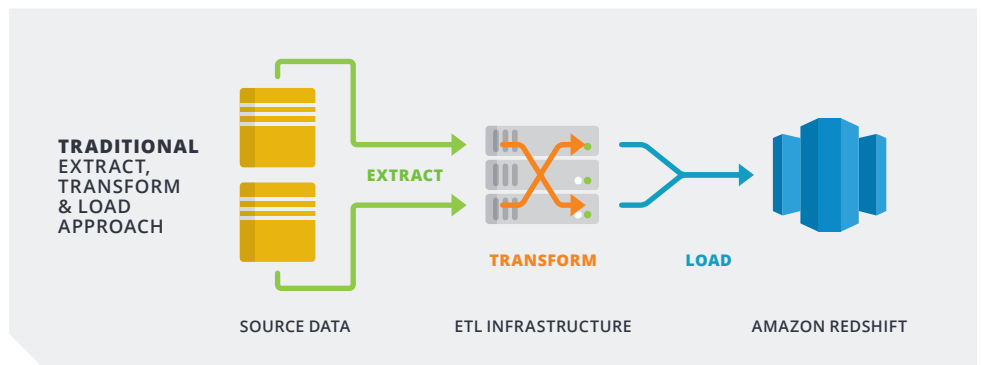 TRADITIONAL
EXTRACT,
TRANSFORM
& LOAD
APPROACH
EXTRACT
TRANSFORM
LOAD
SOURCE DATA
ETL INFRASTRUCTURE
AMAZON REDSHIFT